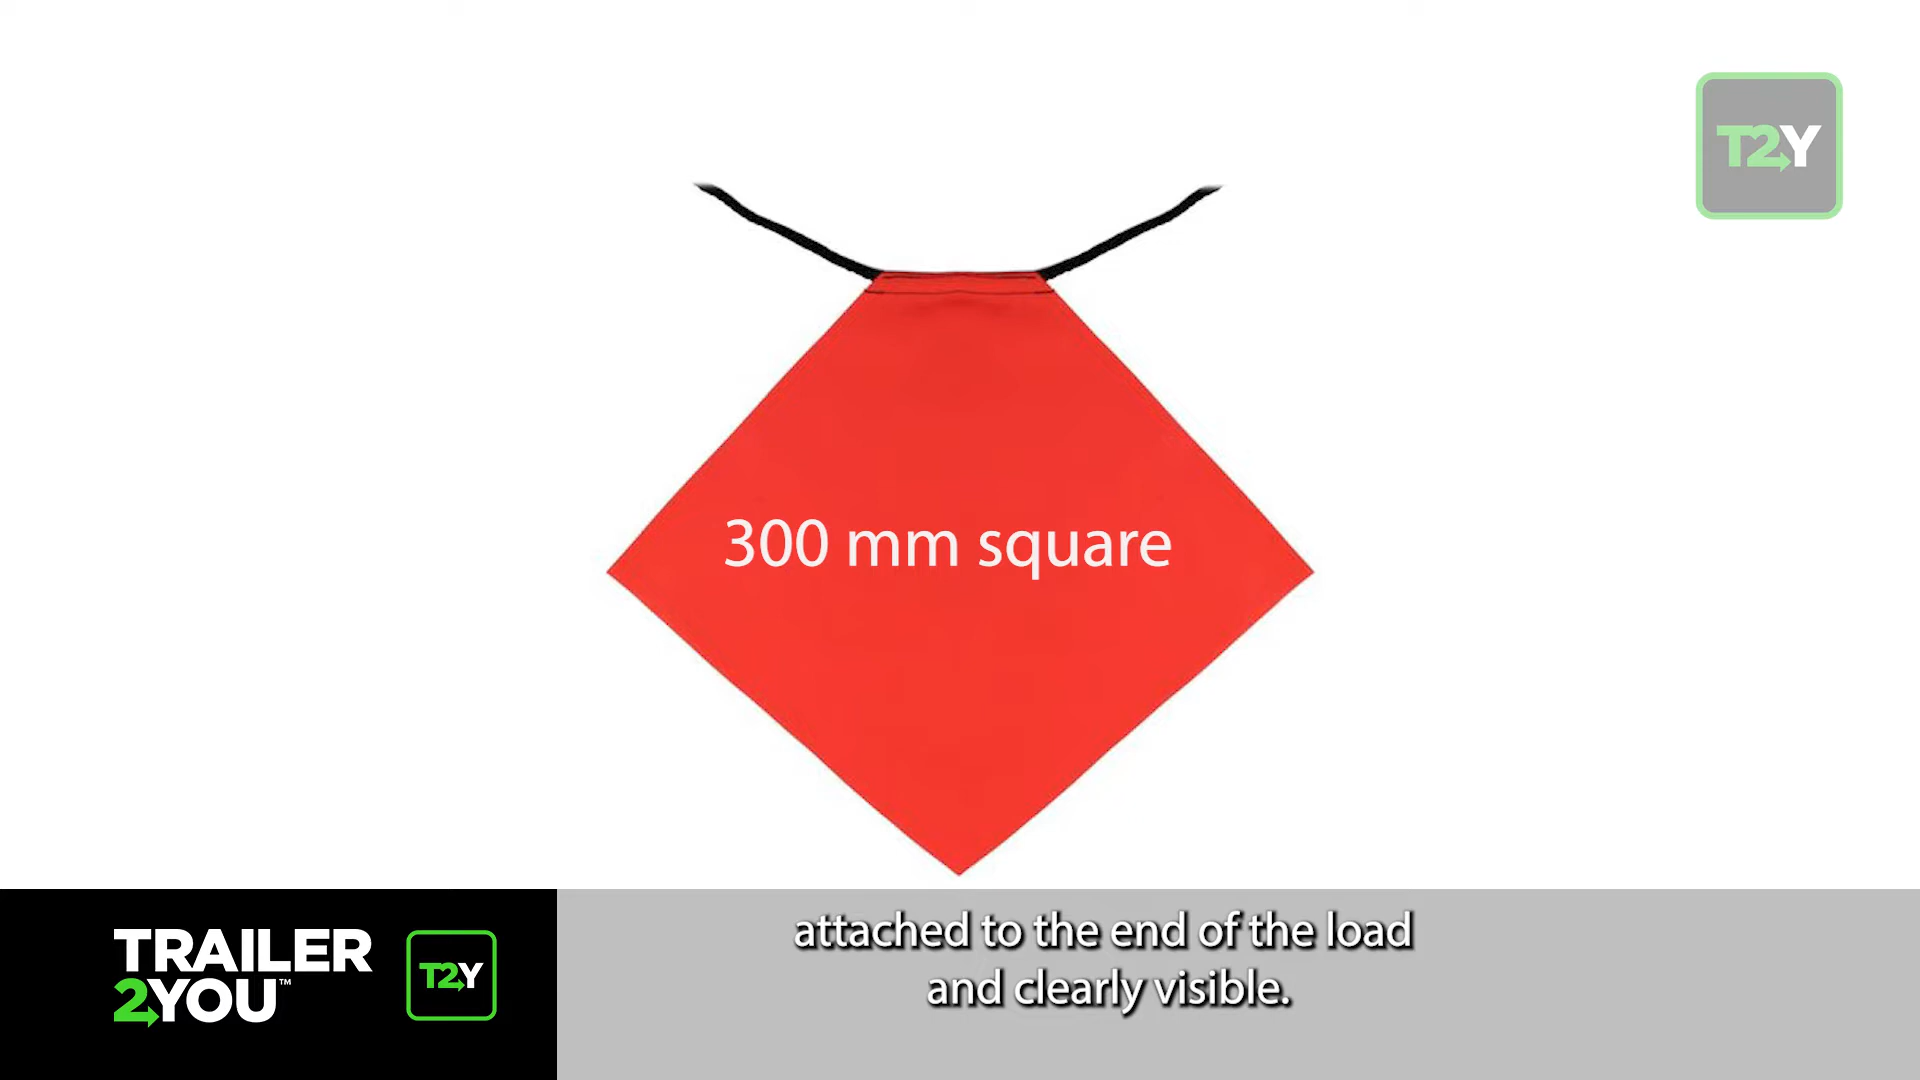 T2Y
300 mm square
attached to the end of the load
and clearly visible.
TRAILER
2YOU™
T2Y